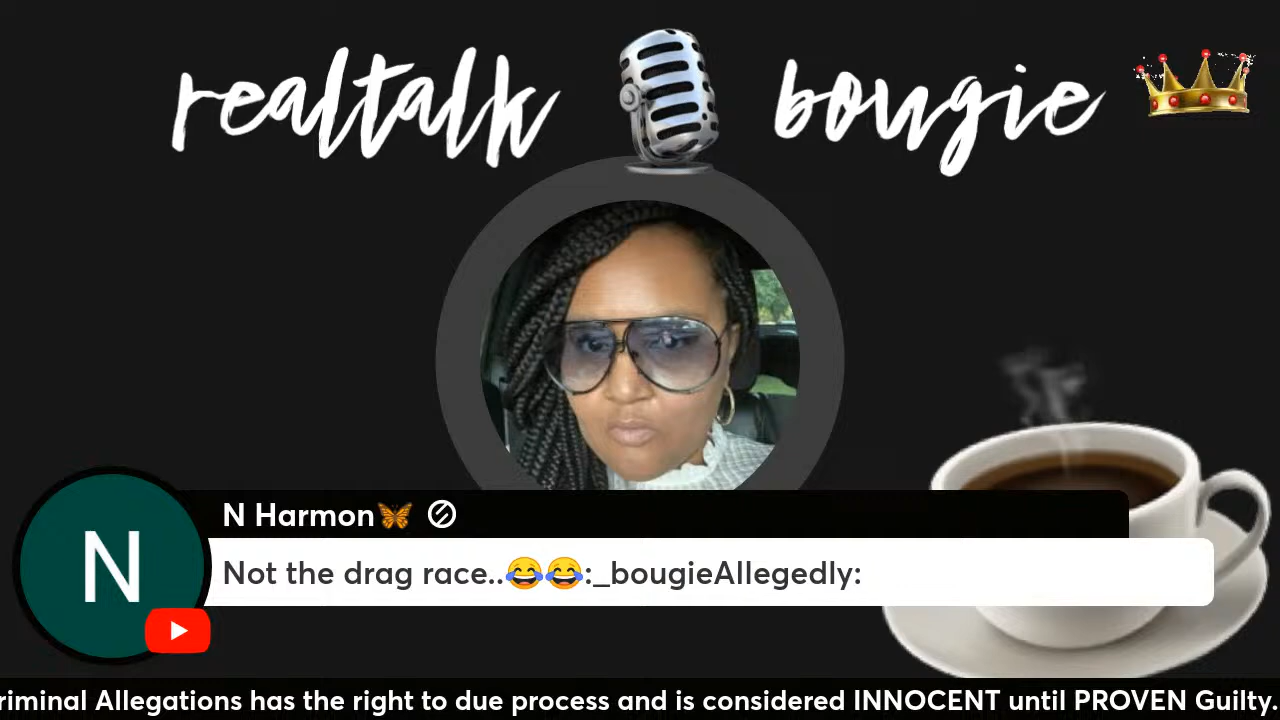 realtalk bougie
N Harmon🦋
N
Not the drag race..😂😂:_bougieAllegedly:
riminal Allegations has the right to due process and is considered INNOCENT until PROVEN Guilty.